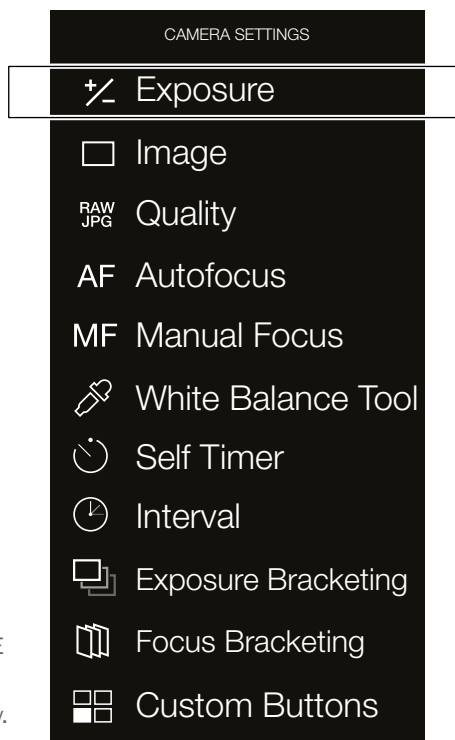 CAMERA SETTINGS
+/– Exposure
Image
RAW
JPG Quality
AF Autofocus
MF Manual Focus
White Balance Tool
Self Timer
Interval
Exposure Bracketing
E
Focus Bracketing
y.
Custom Buttons